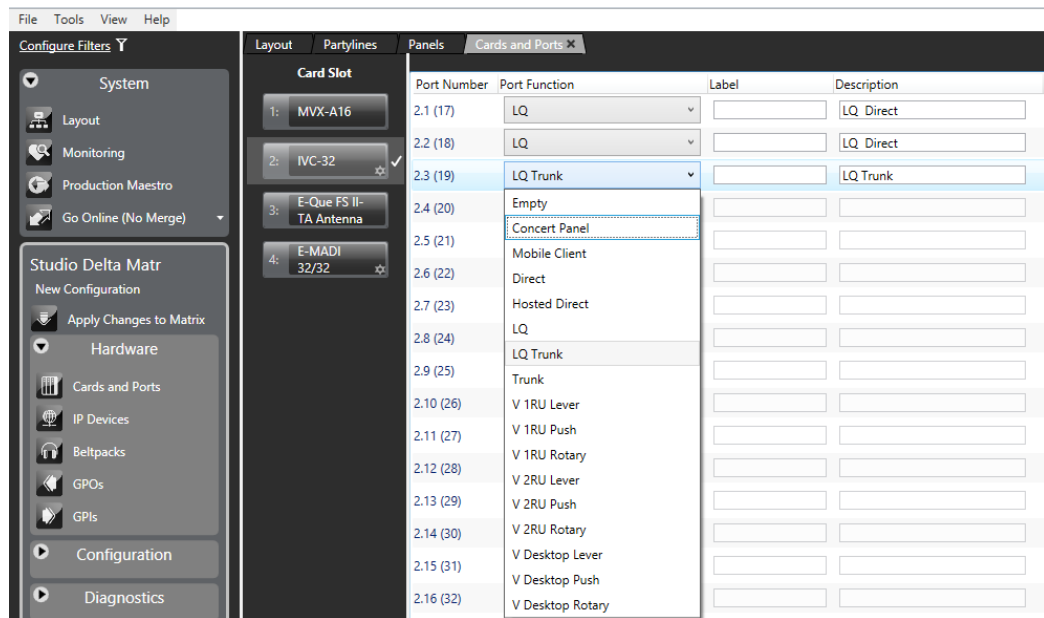 File Tools View Help
Configure Filters
Layout Partylines Panels Cards and Ports
System
Layout
Monitoring
Production Maestro
Go Online (No Merge)
Studio Delta Matr
New Configuration
Apply Changes to Matrix
Hardware
Cards and Ports
IP Devices
Beltpacks
GPOs
GPIs
Configuration
Diagnostics
Card Slot
1: MVX-A16
2: IVC-32
3: E-Que FS II-
TA Antenna
4: E-MADI
32/32
Port Number Port Function Label Description
2.1 (17) LQ LQ Direct
2.2 (18) LQ LQ Direct
2.3 (19) LQ Trunk LQ Trunk
2.4 (20)
2.5 (21)
2.6 (22)
2.7 (23)
2.8 (24)
2.9 (25)
2.10 (26)
2.11 (27)
2.12 (28)
2.13 (29)
2.14 (30)
2.15 (31)
2.16 (32)
Empty
Concert Panel
Mobile Client
Direct
Hosted Direct
LQ
LQ Trunk
Trunk
V 1RU Lever
V 1RU Push
V 1RU Rotary
V 2RU Lever
V 2RU Push
V 2RU Rotary
V Desktop Lever
V Desktop Push
V Desktop Rotary